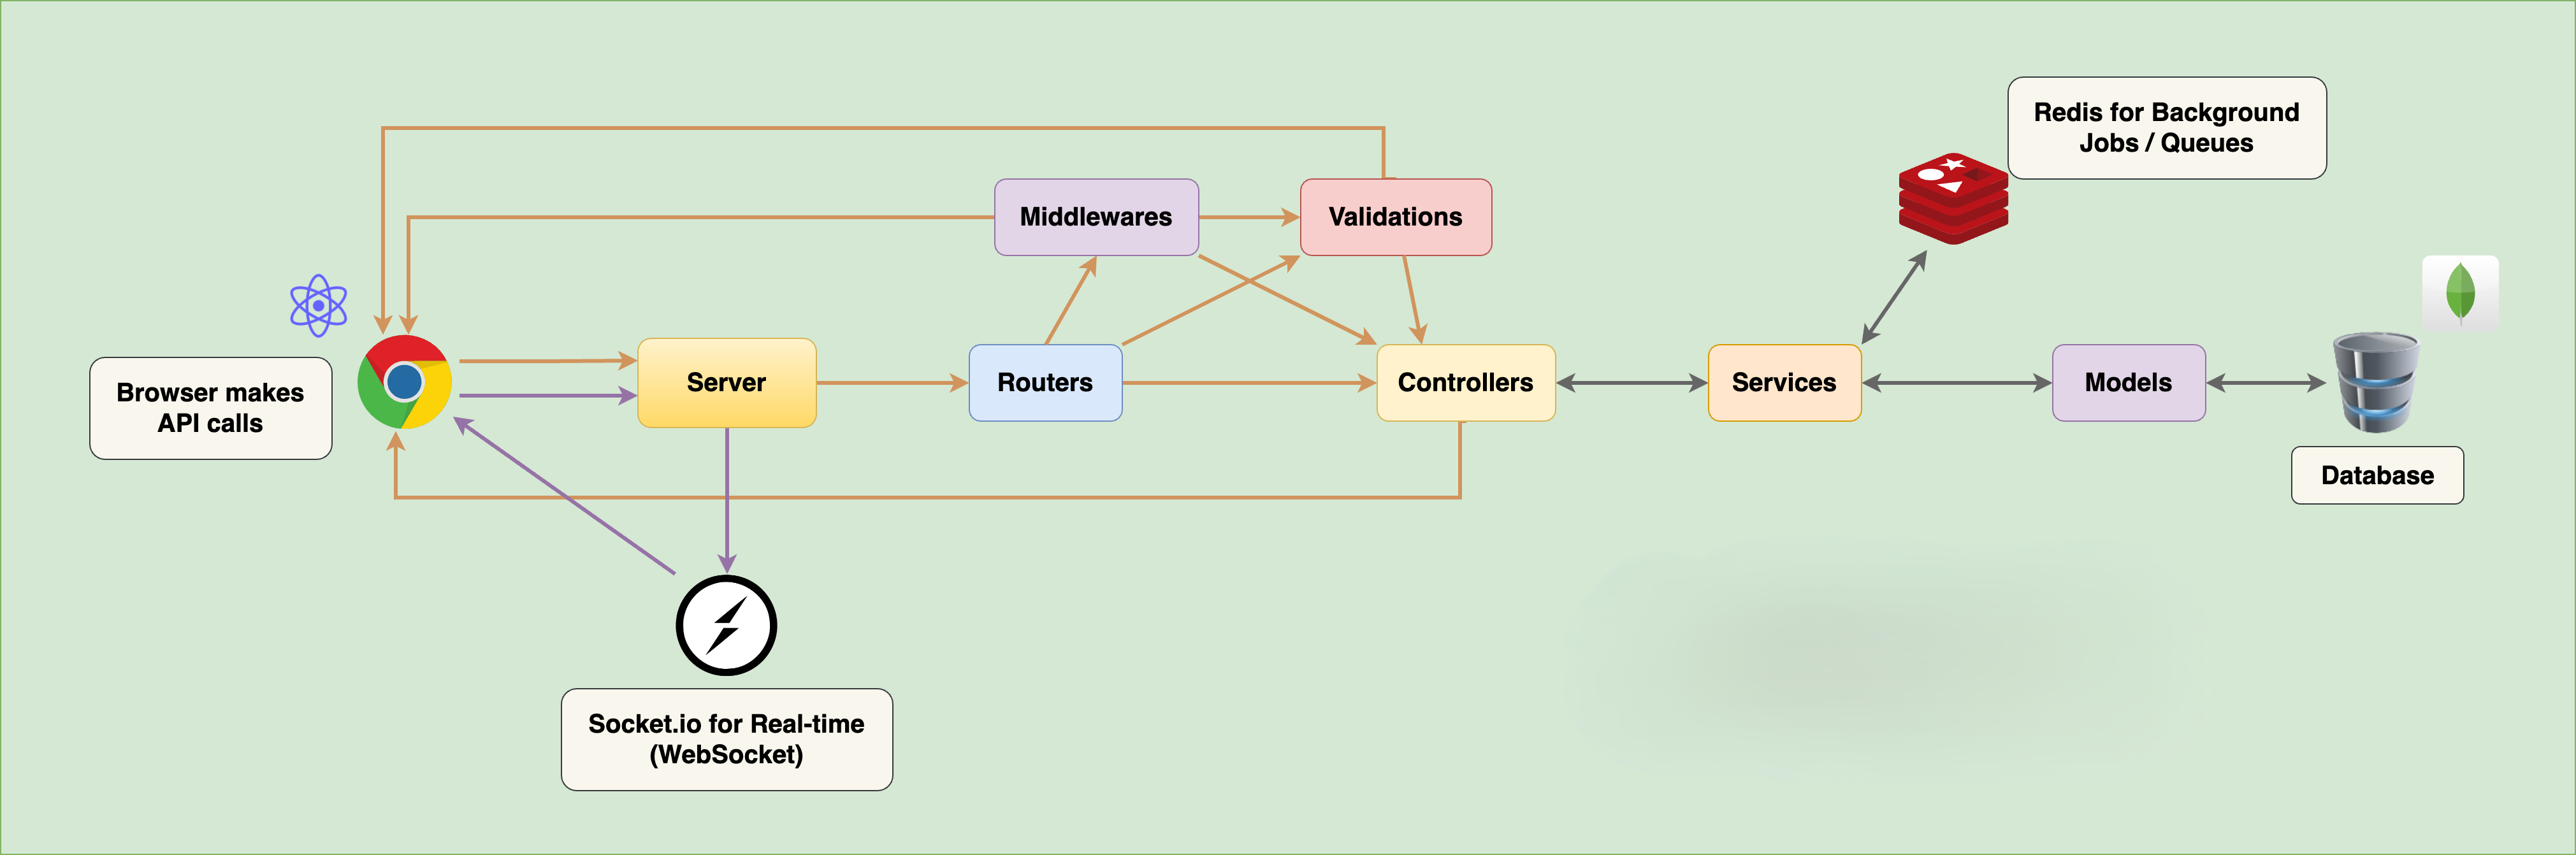 Redis for Background
Jobs / Queues
Middlewares
Validations
Browser makes
API calls
Server
Routers
Controllers
Services
Models
Database
Socket.io for Real-time
(WebSocket)